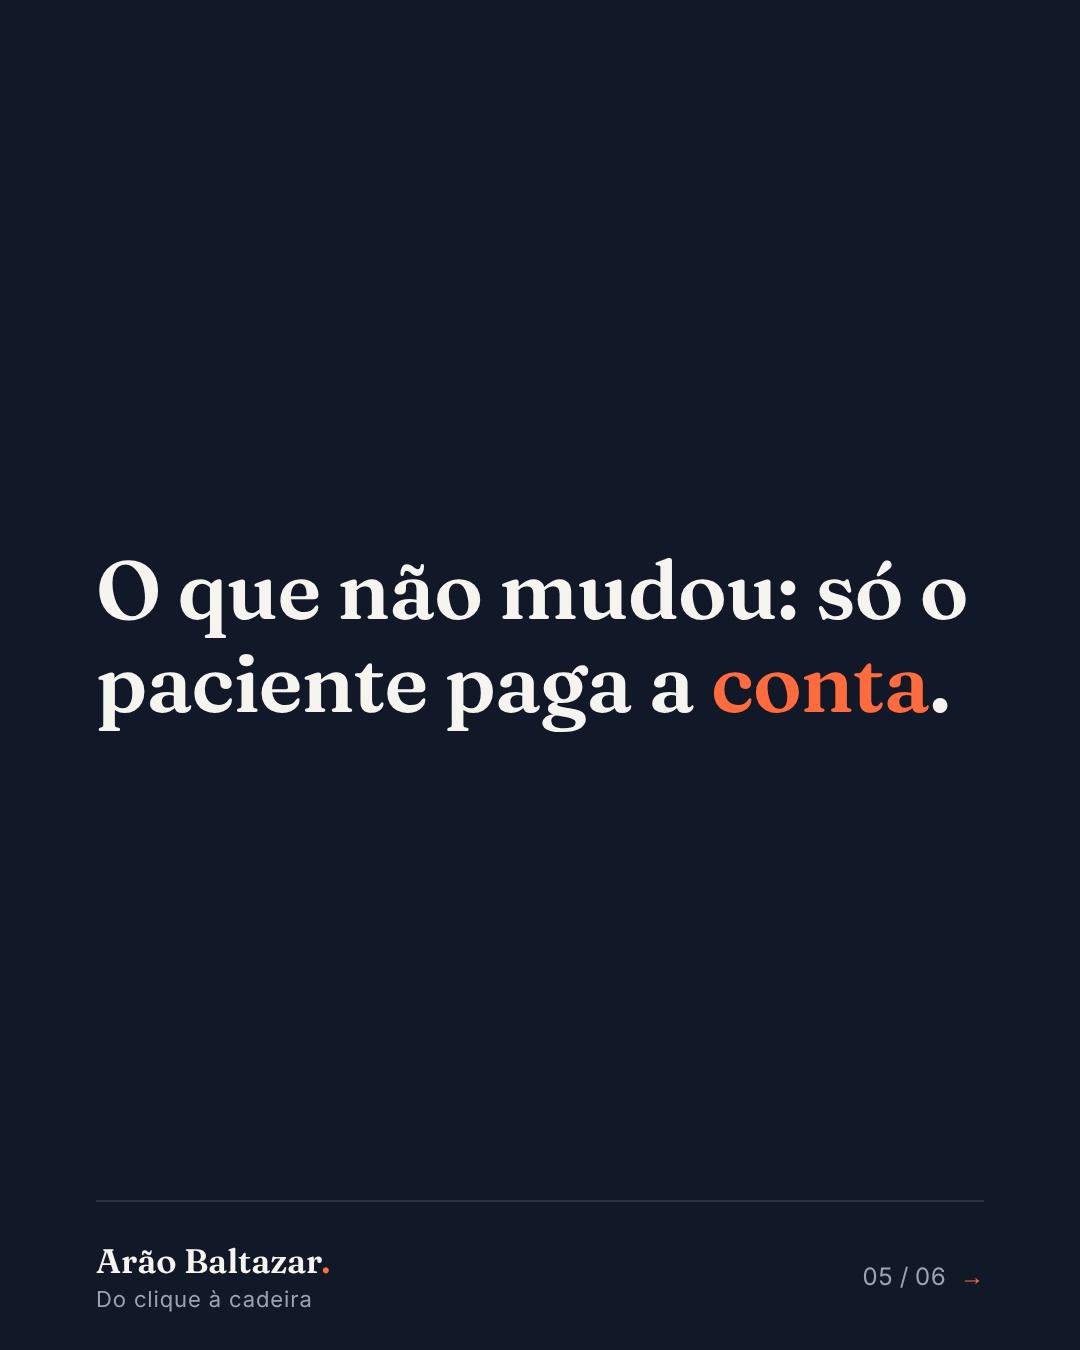 O que não mudou: só o
paciente paga a conta.
Arão Baltazar.
Do clique à cadeira
05 / 06 →